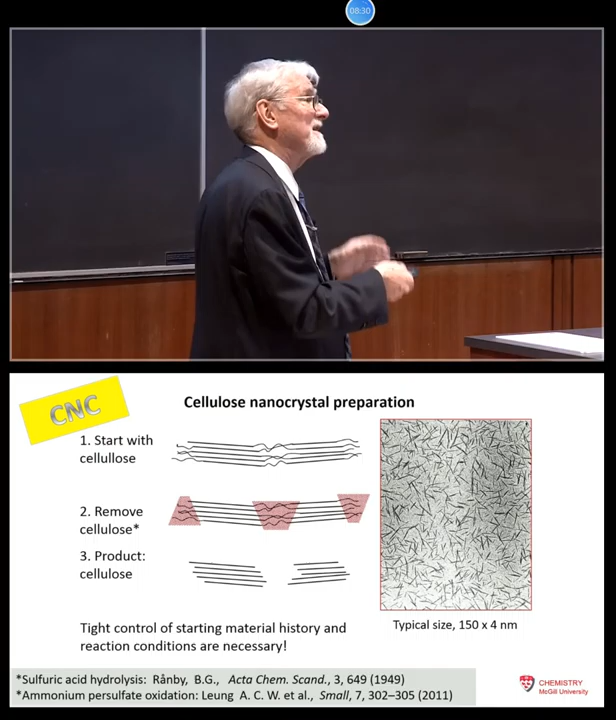 08:30
CNC
Cellulose nanocrystal preparation
1. Start with
cellullose
2. Remove
cellulose*
3. Product:
cellulose
Typical size, 150 x 4 nm
Tight control of starting material history and
reaction conditions are necessary!
*Sulfuric acid hydrolysis: Rånby, B.G., Acta Chem. Scand., 3, 649 (1949)
*Ammonium persulfate oxidation: Leung A. C. W. et al., Small, 7, 302–305 (2011)
CHEMISTRY
McGill University